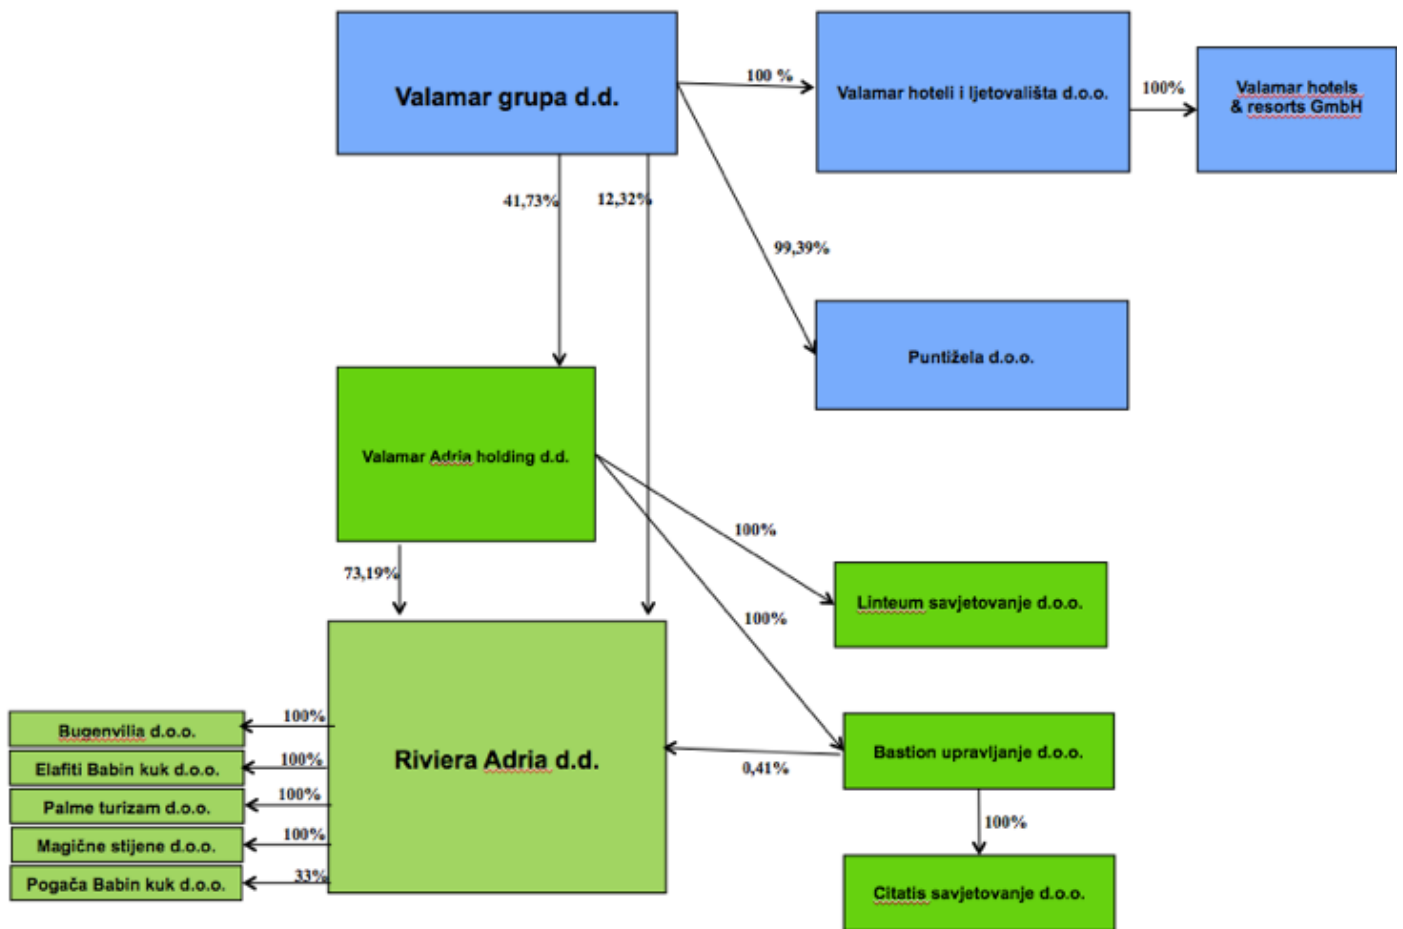 Valamar grupa d.d.
100 %
Valamar hoteli i ljetovališta d.o.o.
100%
Valamar hotels
& resorts GmbH
41,73%
12,32%
99,39%
Puntižela d.o.o.
Valamar Adria holding d.d.
73,19%
100%
Linteum savjetovanje d.o.o.
100%
Riviera Adria d.d.
Bastion upravljanje d.o.o.
0,41%
100%
Citatis savjetovanje d.o.o.
100%
Bugenvilia d.o.o.
100%
Elafiti Babin kuk d.o.o.
100%
Palme turizam d.o.o.
100%
Magične stijene d.o.o.
33%
Pogača Babin kuk d.o.o.